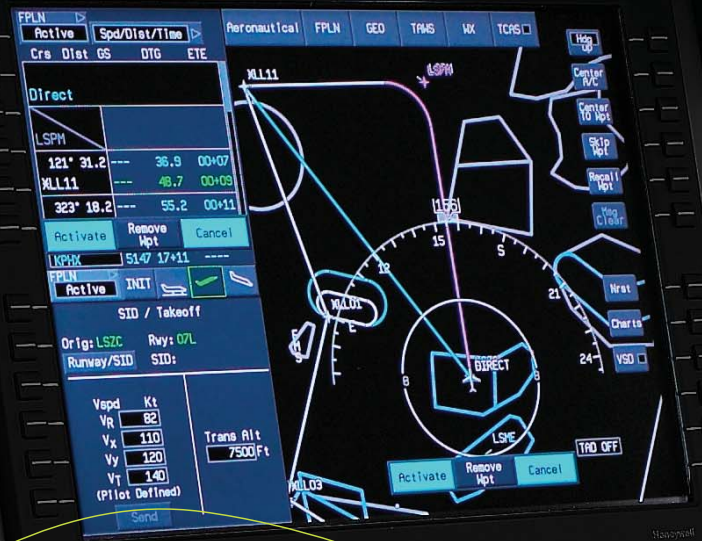 FPLN
Active Spd/Dist/Time
Crs Dist GS DTG ETE
Direct
LSPM
121° 31.2 --- 36.9 00+07
XLL11 --- 48.7 00+09
323° 18.2 --- 55.2 00+11
Activate Remove Wpt Cancel
KPHX 5147 17+11 ----
FPLN
Active INIT
SID / Takeoff
Orig: LSZC Rwy: 07L
Runway/SID SID:
Vspd Kt
VR 82
Vx 110
Vy 120
VT 140
(Pilot Defined)
Trans Alt
7500 Ft
Send
Aeronautical FPLN GEO TAWS WX TCAS
Hdg
up
Center
A/C
Center
TO Wpt
Skip
Wpt
Recall
Wpt
Msg
Clear
Nrst
Charts
VSD
XLL11
LSPM
156
15
S
12
21
24
XLL01
E
DIRECT
LSME
XLL03
TAD OFF
Activate Remove Wpt Cancel
Honeywell